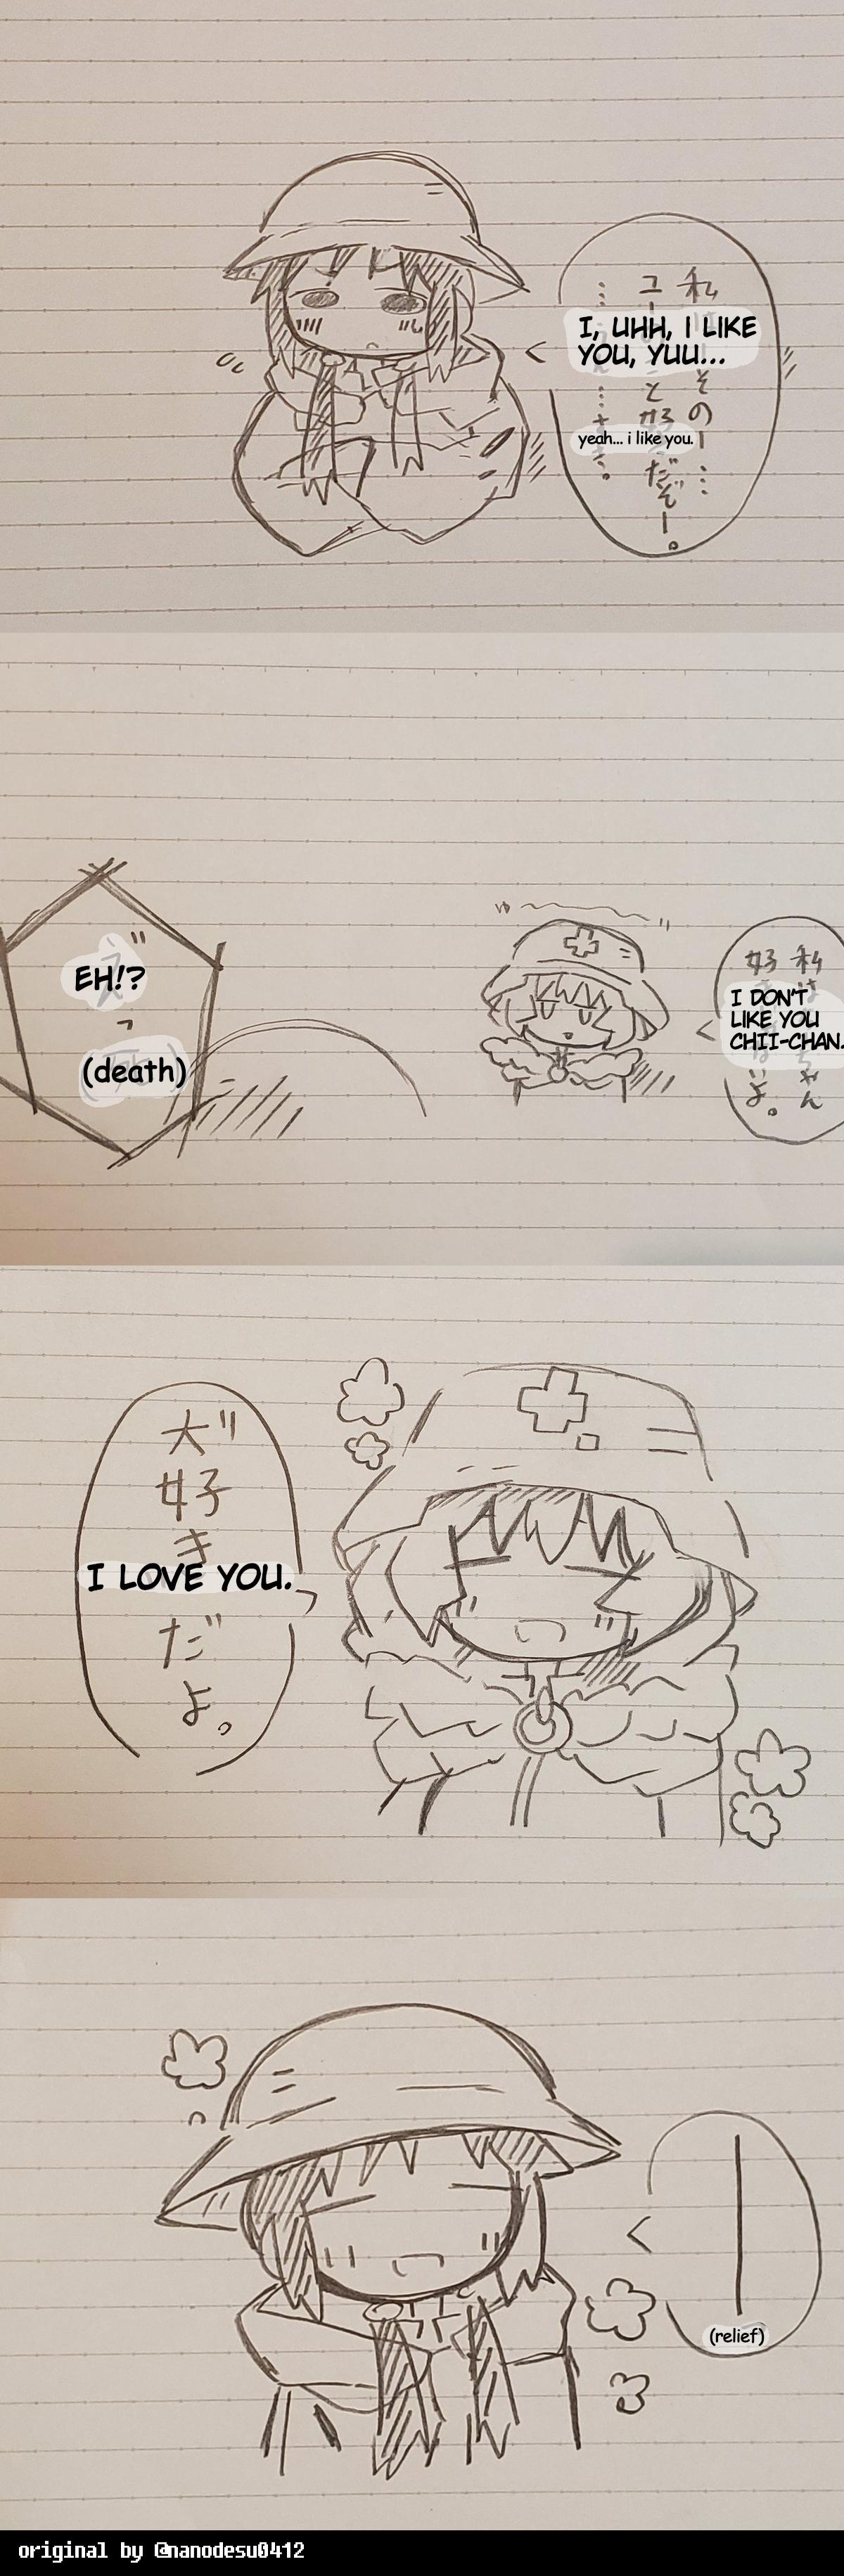 I, UHH, I LIKE
YOU, YUU...
yeah... i like you.
I DON'T
LIKE YOU
CHII-CHAN.
EH!?
(death)
大好き
だよ。
I LOVE YOU.
(relief)
original by @nanodesu0412